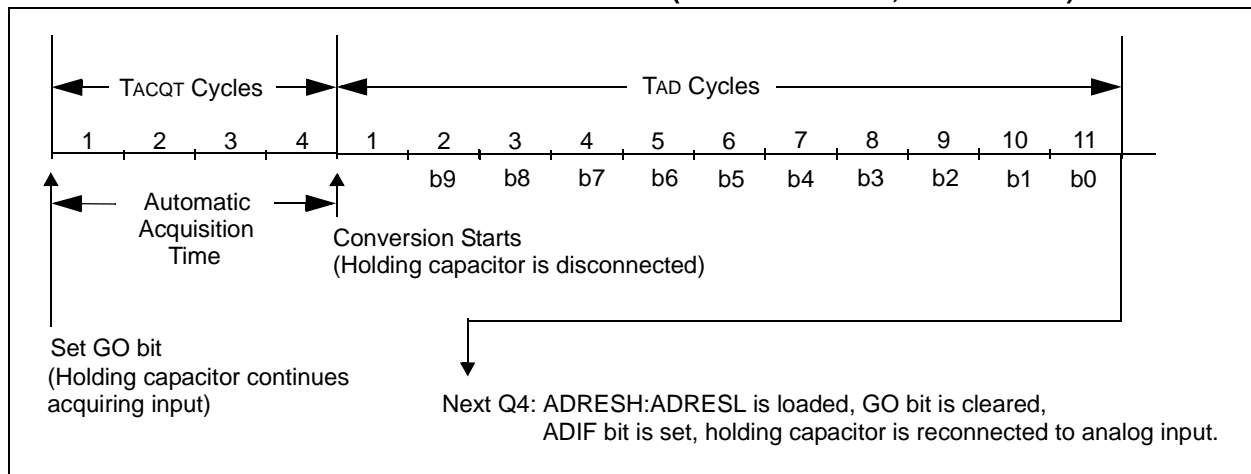 TACQT Cycles
TAD Cycles
1 2 3 4 1 2 3 4 5 6 7 8 9 10 11
b9 b8 b7 b6 b5 b4 b3 b2 b1 b0
Automatic
Acquisition
Time
Conversion Starts
(Holding capacitor is disconnected)
Set GO bit
(Holding capacitor continues
acquiring input)
Next Q4: ADRESH:ADRESL is loaded, GO bit is cleared,
ADIF bit is set, holding capacitor is reconnected to analog input.